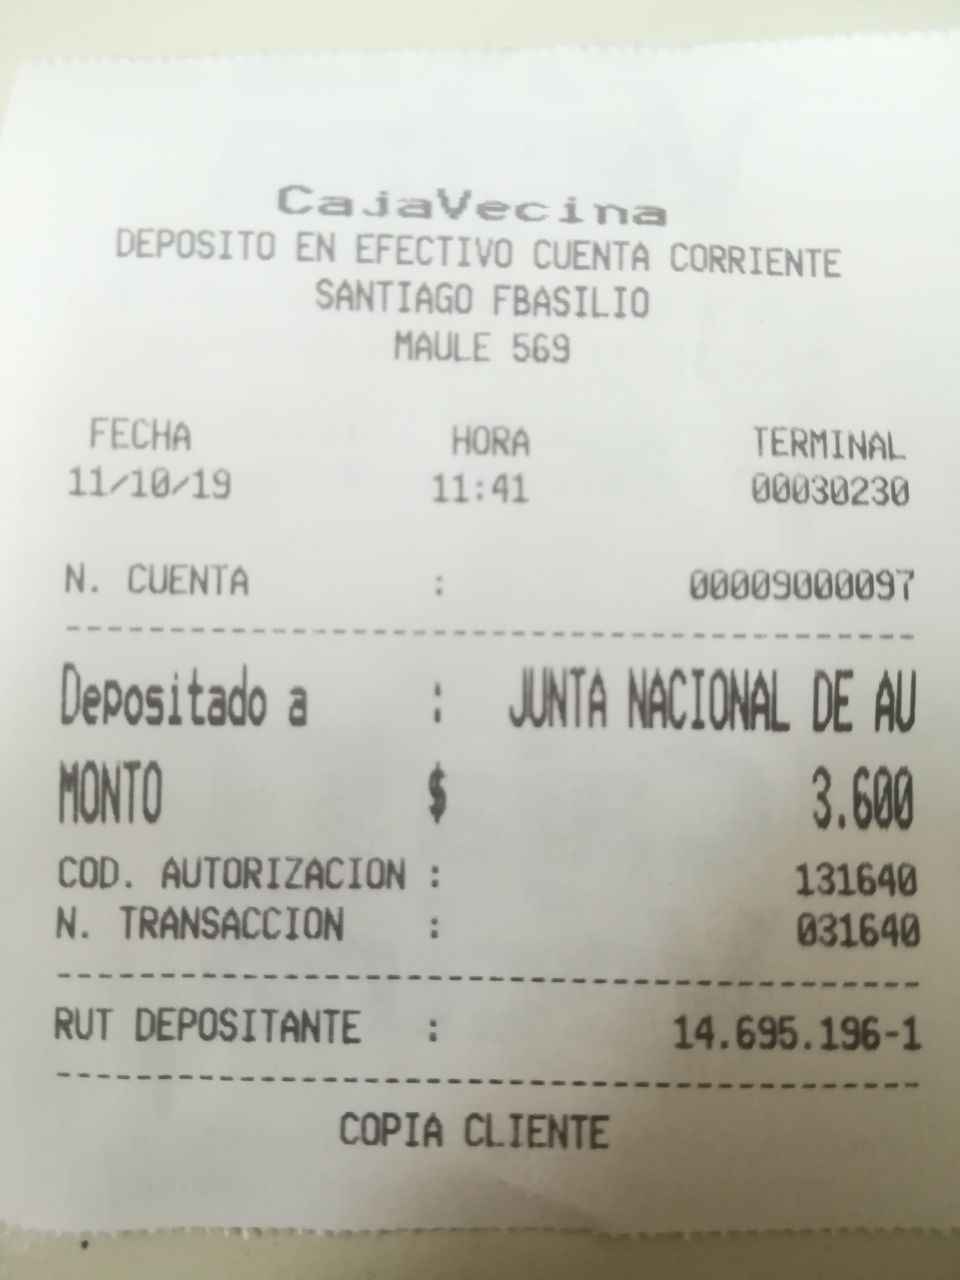 CajaVecina
DEPOSITO EN EFECTIVO CUENTA CORRIENTE
SANTIAGO FBASILIO
MAULE 569
FECHA HORA TERMINAL
11/10/19 11:41 00030230
N. CUENTA : 00009000097
Depositado a : JUNTA NACIONAL DE AU
MONTO $ 3.600
COD. AUTORIZACION : 131640
N. TRANSACCION : 031640
RUT DEPOSITANTE : 14.695.196-1
COPIA CLIENTE